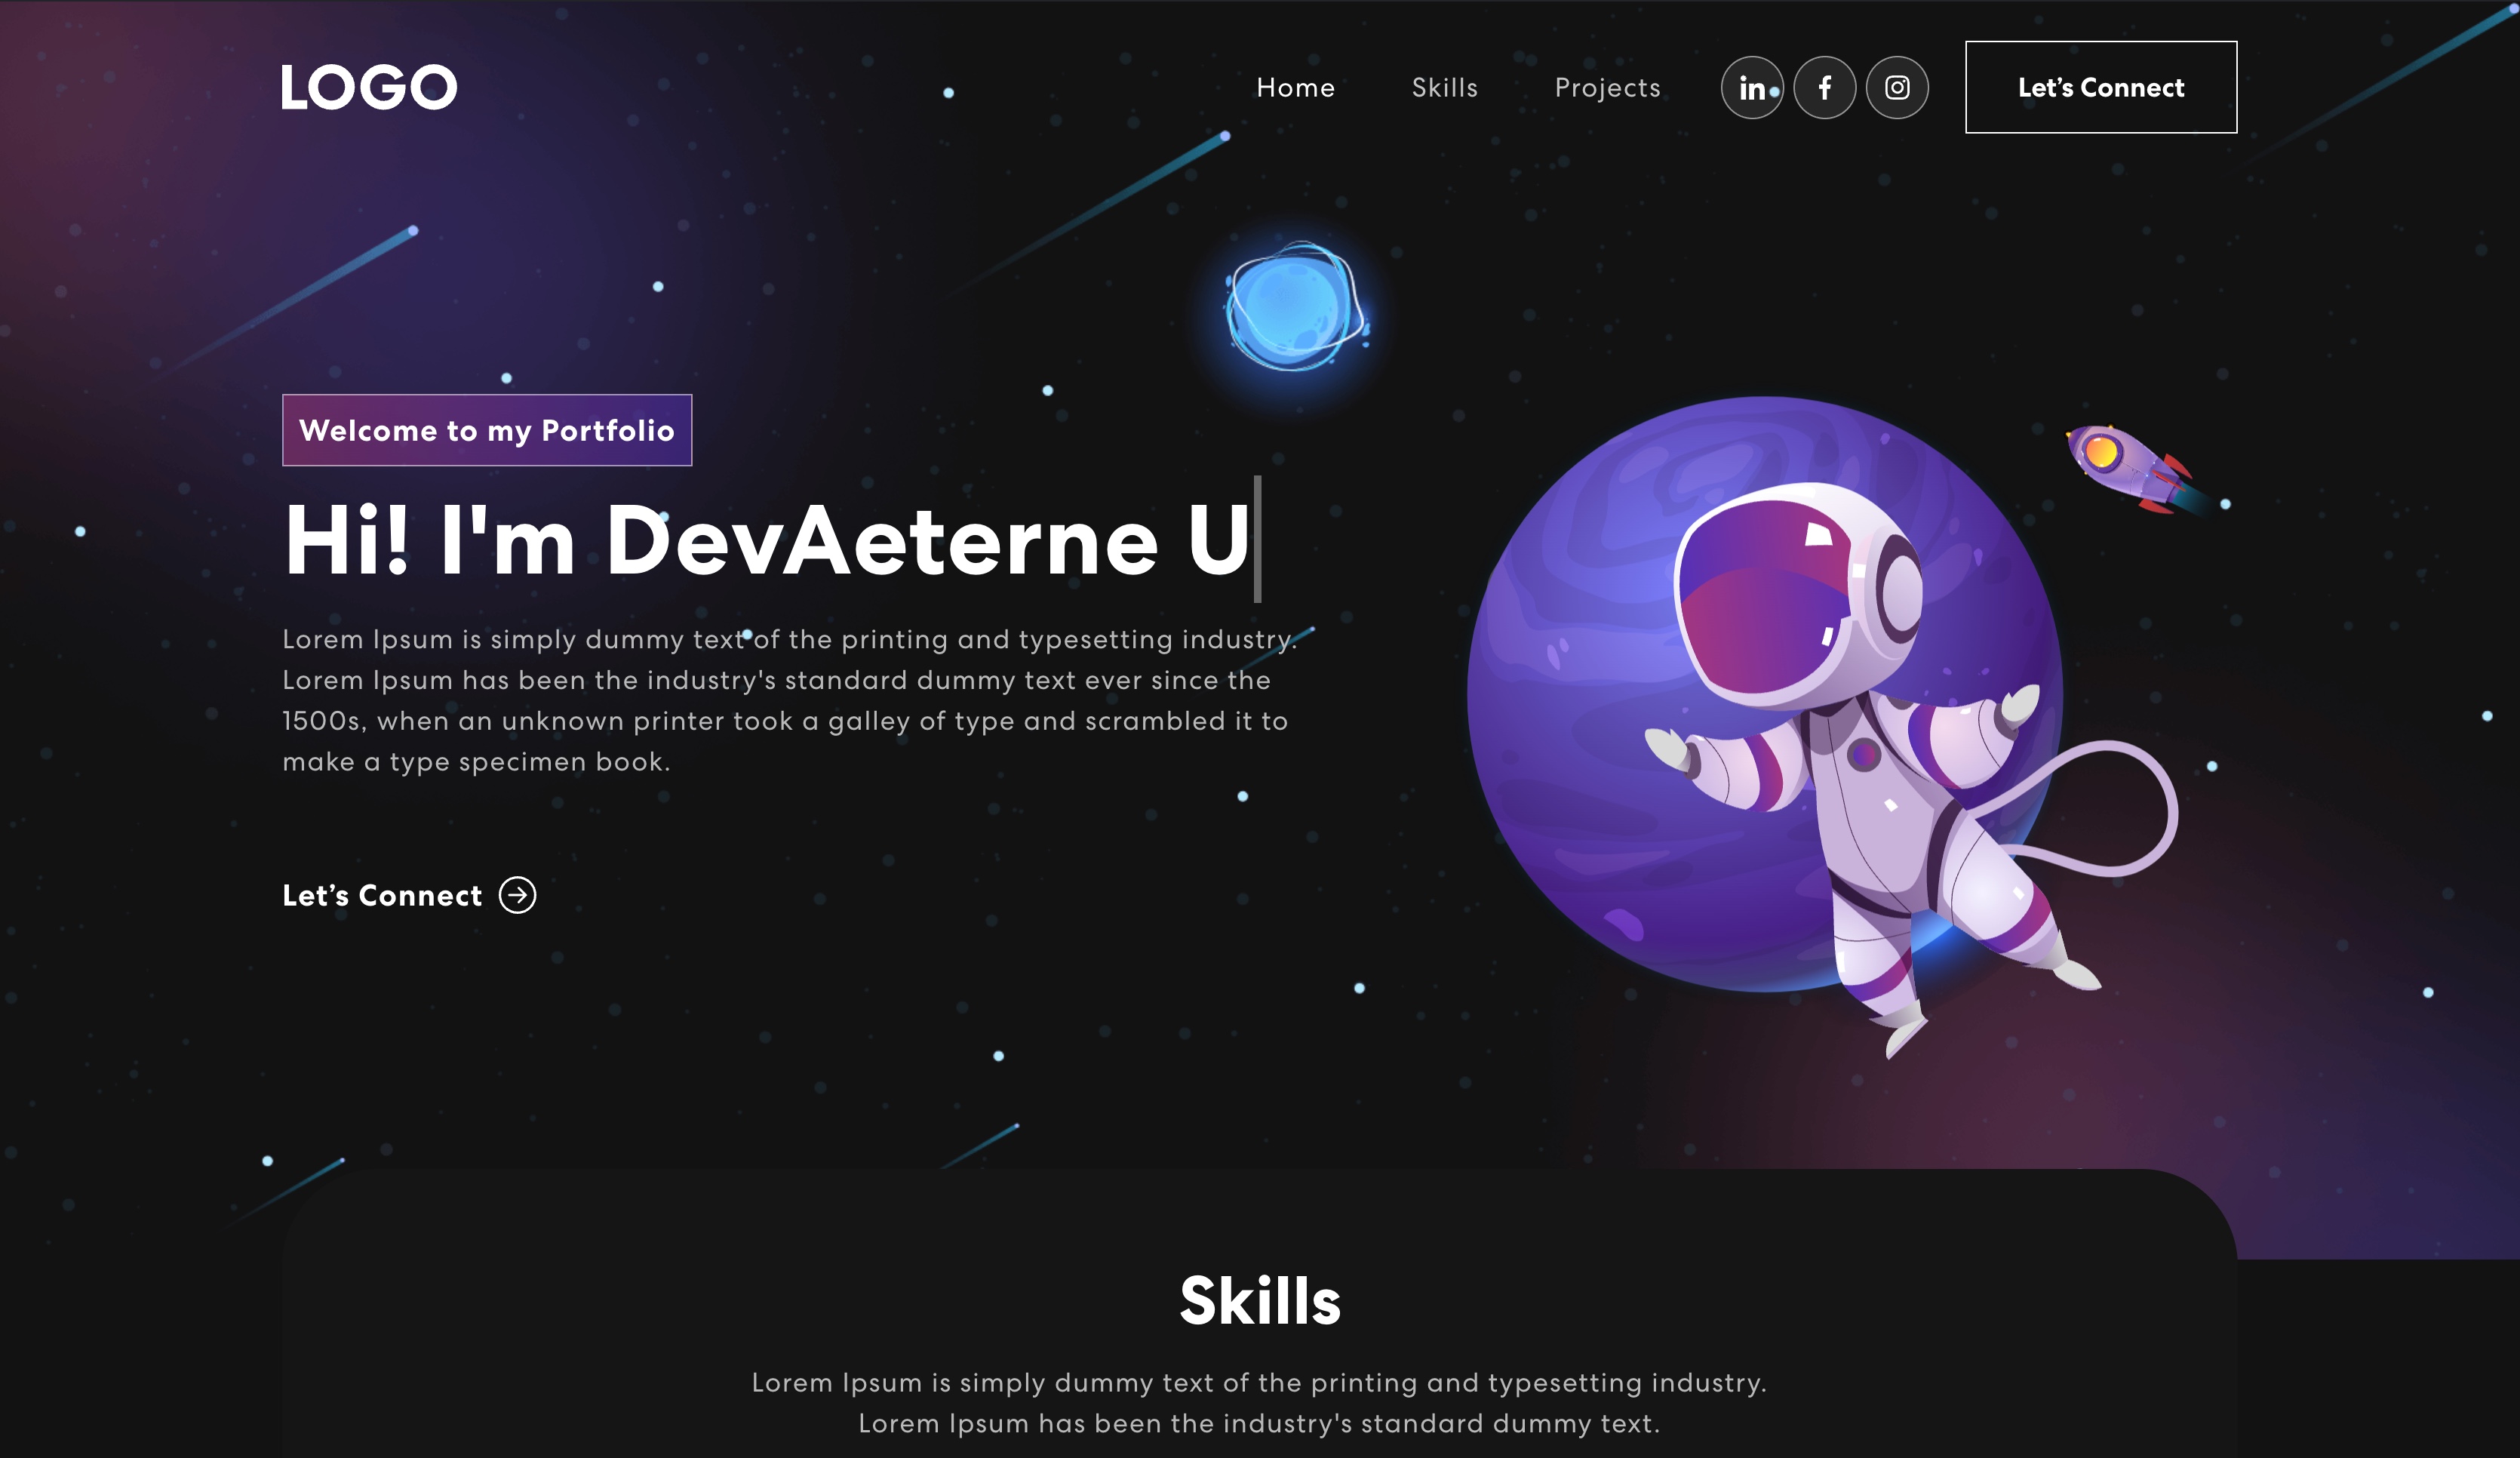 LOGO
Home
Skills
Projects
in
f
Let’s Connect
Welcome to my Portfolio
Hi! I'm DevAeterne U
Lorem Ipsum is simply dummy text of the printing and typesetting industry.
Lorem Ipsum has been the industry's standard dummy text ever since the
1500s, when an unknown printer took a galley of type and scrambled it to
make a type specimen book.
Let’s Connect
Skills
Lorem Ipsum is simply dummy text of the printing and typesetting industry.
Lorem Ipsum has been the industry's standard dummy text.